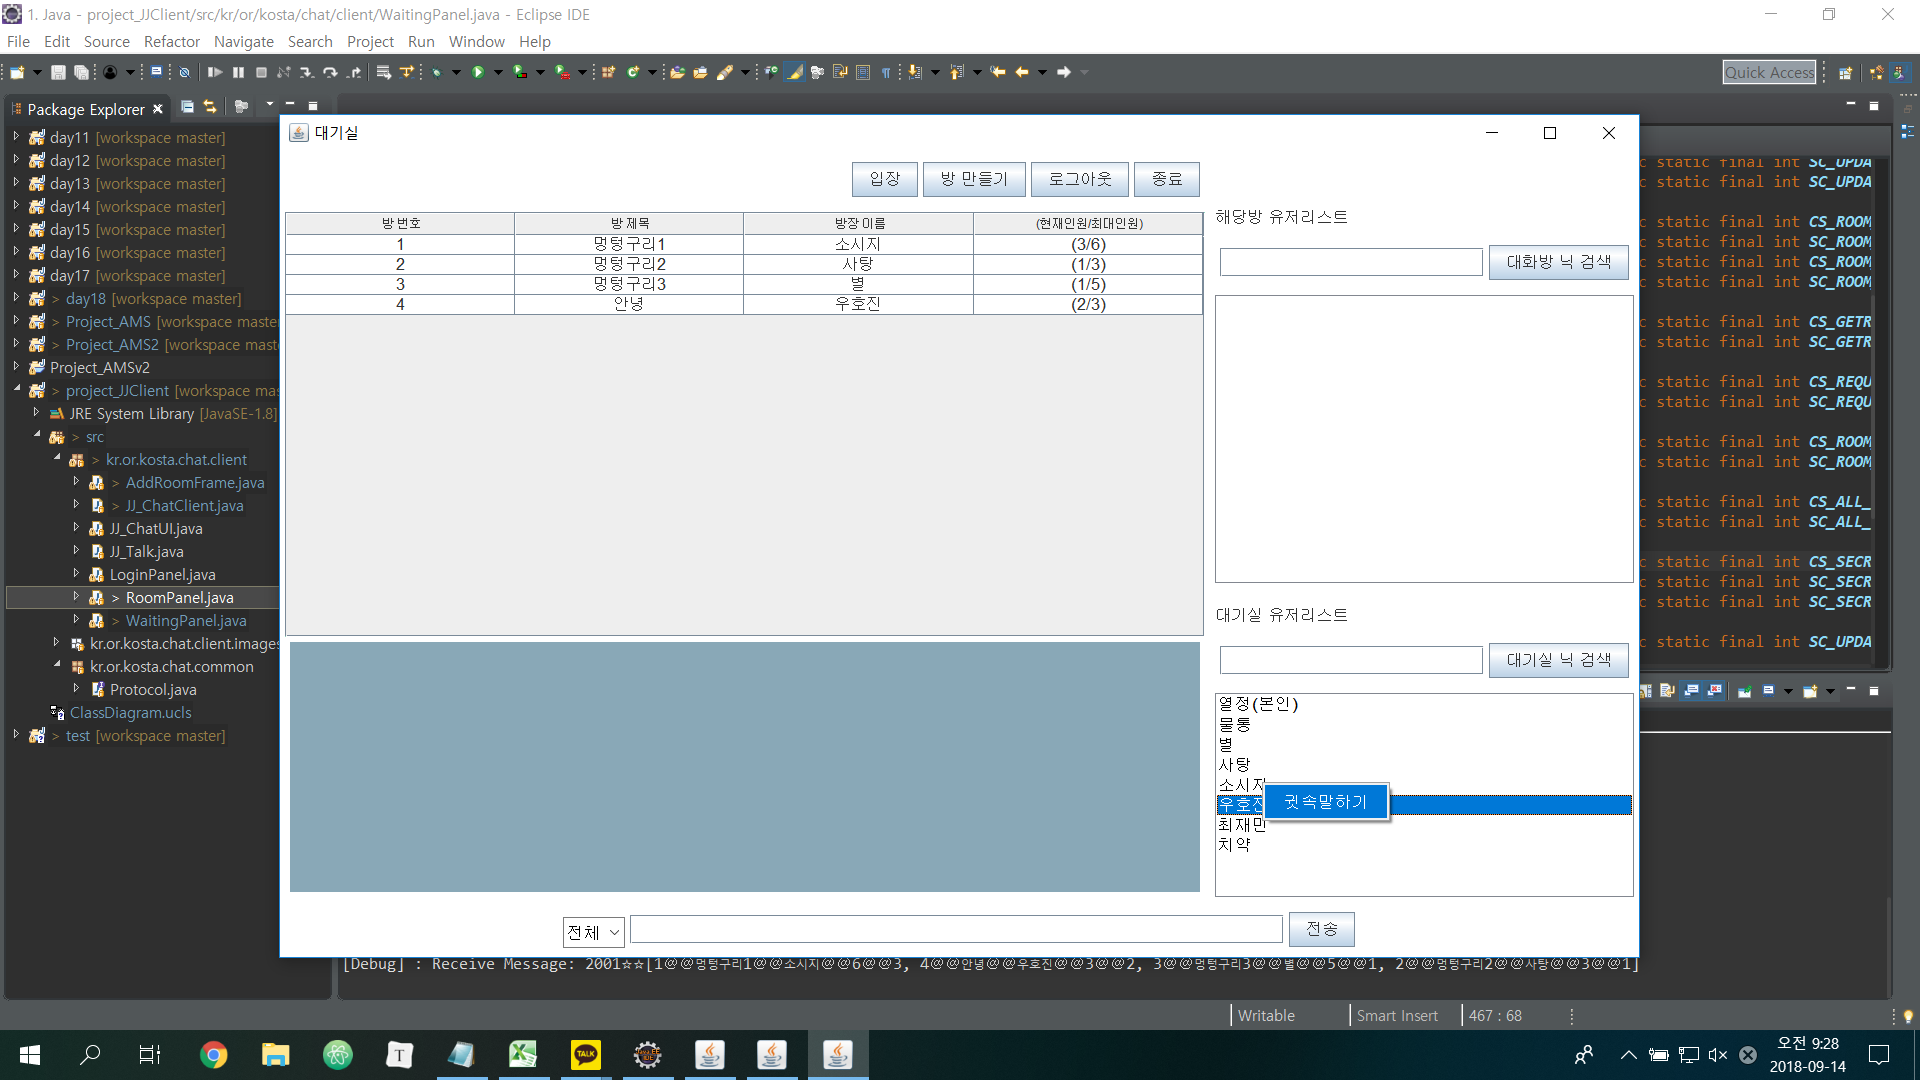 1. Java - project_JJClient/src/kr/or/kosta/chat/client/WaitingPanel.java - Eclipse IDE
File Edit Source Refactor Navigate Search Project Run Window Help
Quick Access
Package Explorer
day11 [workspace master]
day12 [workspace master]
day13 [workspace master]
day14 [workspace master]
day15 [workspace master]
day16 [workspace master]
day17 [workspace master]
> day18 [workspace master]
> Project_AMS [workspace master
> Project_AMS2 [workspace mast
Project_AMSv2
> project_JJClient [workspace mas
JRE System Library [JavaSE-1.8]
> src
> kr.or.kosta.chat.client
> AddRoomFrame.java
> JJ_ChatClient.java
JJ_ChatUI.java
JJ_Talk.java
LoginPanel.java
> RoomPanel.java
> WaitingPanel.java
kr.or.kosta.chat.client.images
kr.or.kosta.chat.common
Protocol.java
ClassDiagram.ucls
> test [workspace master]
대기실
입장 방 만들기 로그아웃 종료
방번호 방제목 방장이름 (현재인원/최대인원)
1 멍텅구리1 소시지 (3/6)
2 멍텅구리2 사탕 (1/3)
3 멍텅구리3 별 (1/5)
4 안녕 우호진 (2/3)
해당방 유저리스트
대화방 닉 검색
대기실 유저리스트
대기실 닉 검색
열정(본인)
물통
별
사탕
소시지
우호진
귓속말하기
최재민
치약
전체
전송
c static final int SC_UPDA
c static final int SC_UPDA
c static final int CS_ROOM
c static final int SC_ROOM
c static final int CS_ROOM
c static final int SC_ROOM
c static final int CS_GETR
c static final int SC_GETR
c static final int CS_REQU
c static final int SC_REQU
c static final int CS_ROOM
c static final int SC_ROOM
c static final int CS_ALL_
c static final int SC_ALL_
c static final int CS_SECR
c static final int SC_SECR
c static final int SC_SECR
c static final int SC_UPDA
[Debug] : Receive Message: 2001☆☆[1@@멍텅구리1@@소시지@@6@@3, 4@@안녕@@우호진@@3@@2, 3@@멍텅구리3@@별@@5@@1, 2@@멍텅구리2@@사탕@@3@@1]
Writable Smart Insert 467 : 68
T
TALK
오전 9:28
2018-09-14